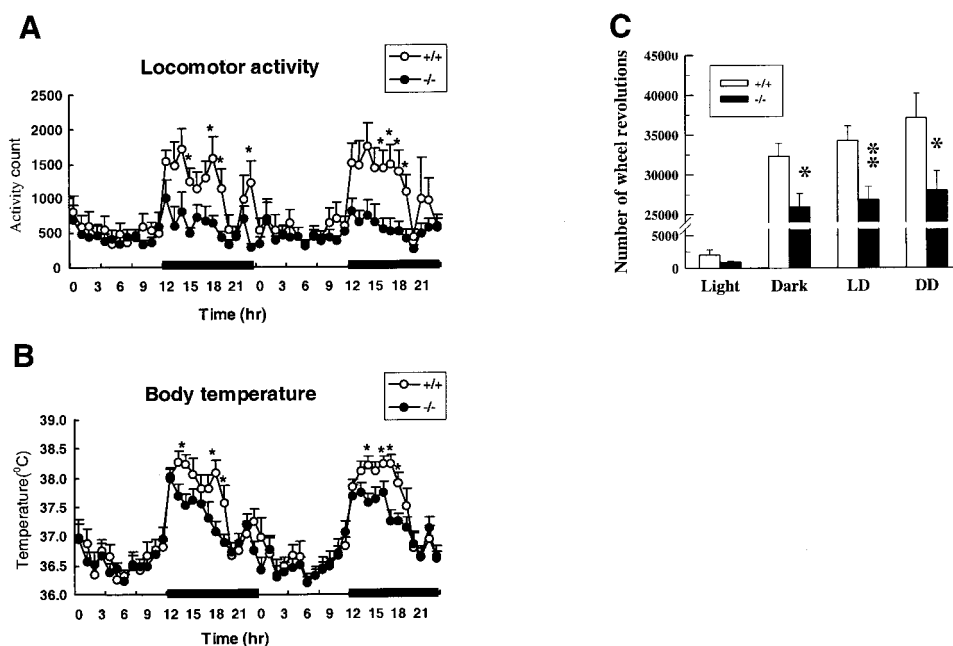 A
Locomotor activity
+/+
-/-
2500
2000
1500
1000
500
0
Activity count
* * * * * * * *
0 3 6 9 12 15 18 21 0 3 6 9 12 15 18 21
Time (hr)
B
Body temperature
+/+
-/-
39.0
38.5
38.0
37.5
37.0
36.5
36.0
Temperature(°C)
* * * * * * *
0 3 6 9 12 15 18 21 0 3 6 9 12 15 18 21
Time (hr)
C
+/+
-/-
45000
40000
35000
30000
25000
5000
0
Number of wheel revolutions
* ** *
Light Dark LD DD